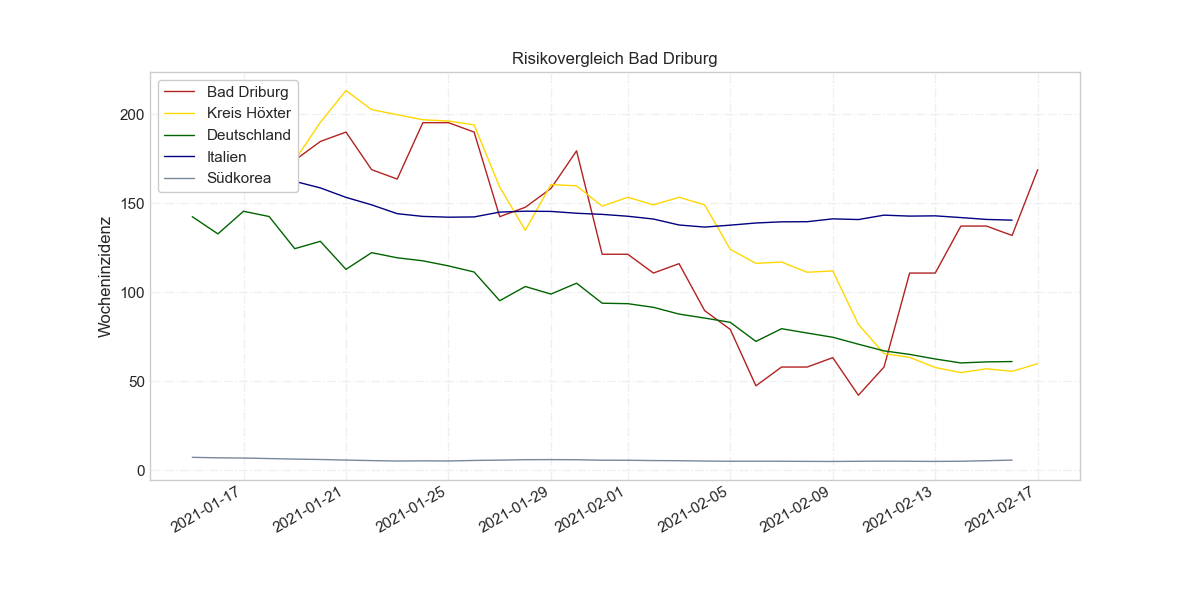 Risikovergleich Bad Driburg
Bad Driburg
Kreis Höxter
Deutschland
Italien
Südkorea
Wocheninzidenz
200
150
100
50
0
2021-01-17
2021-01-21
2021-01-25
2021-01-29
2021-02-01
2021-02-05
2021-02-09
2021-02-13
2021-02-17